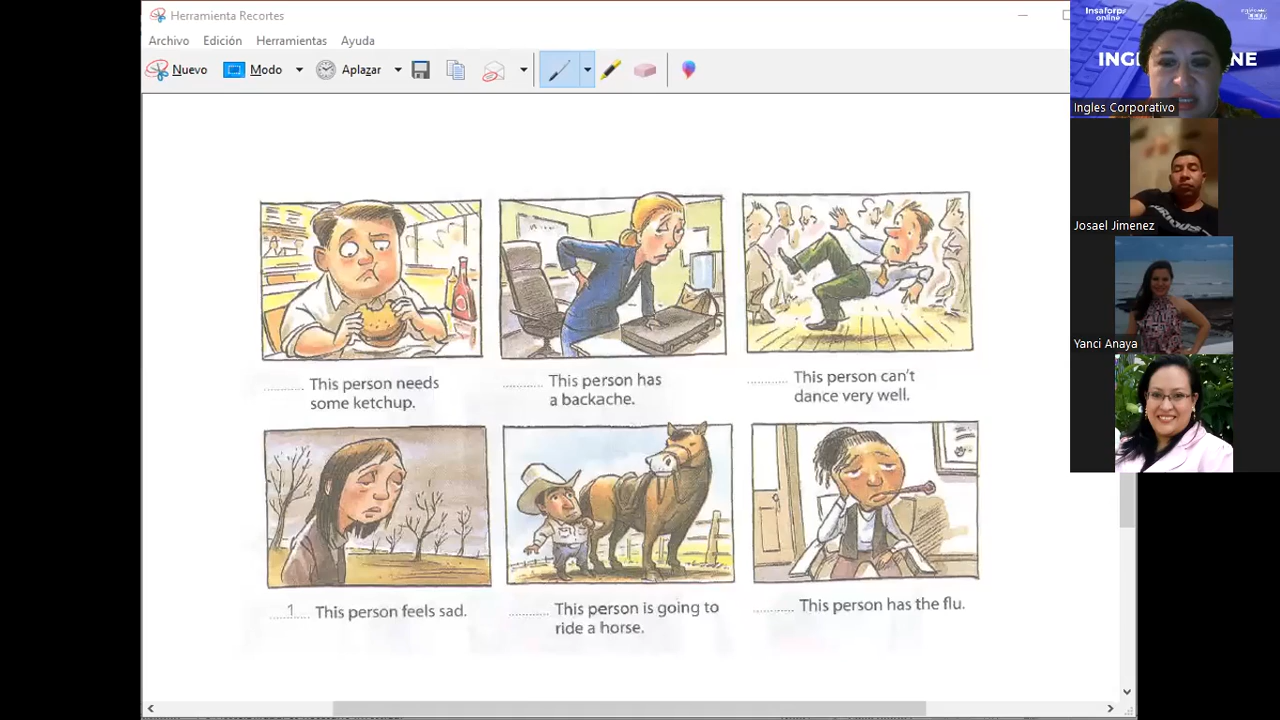 Herramienta Recortes
Archivo Edición Herramientas Ayuda
Nuevo Modo Aplazar
This person needs
some ketchup.
This person has
a backache.
This person can't
dance very well.
1 This person feels sad.
This person is going to
ride a horse.
This person has the flu.
Insaforp
online
Ingles Corporativo
Josael Jimenez
Yanci Anaya